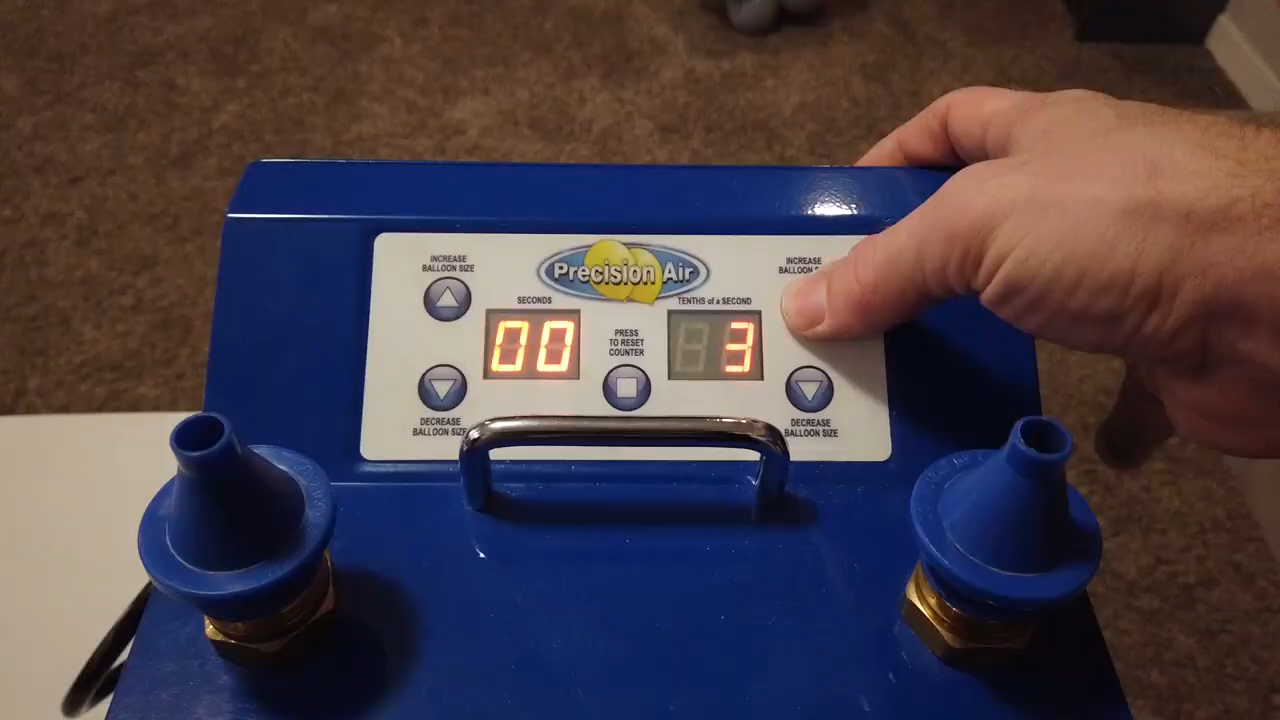 INCREASE
BALLOON SIZE
Precision Air
INCREASE
BALLOON
SECONDS
TENTHS of a SECOND
00
PRESS
TO RESET
COUNTER
3
DECREASE
BALLOON SIZE
DECREASE
BALLOON SIZE